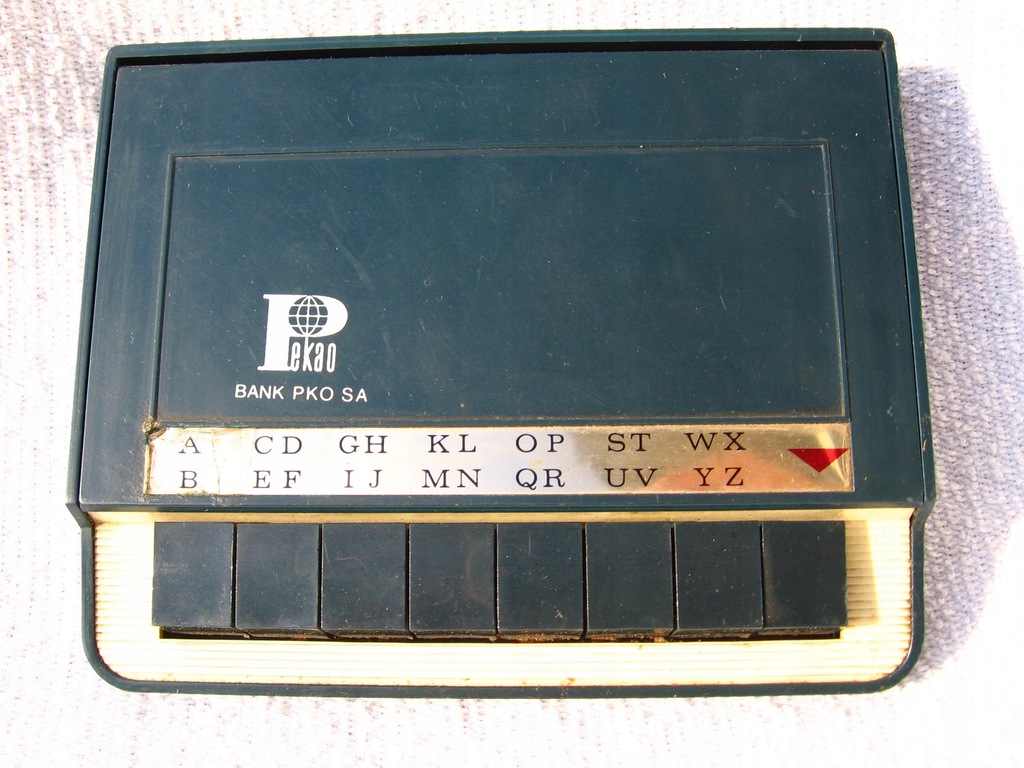 Pekao
BANK PKO SA
A CD GH KL OP ST WX
B EF IJ MN QR UV YZ